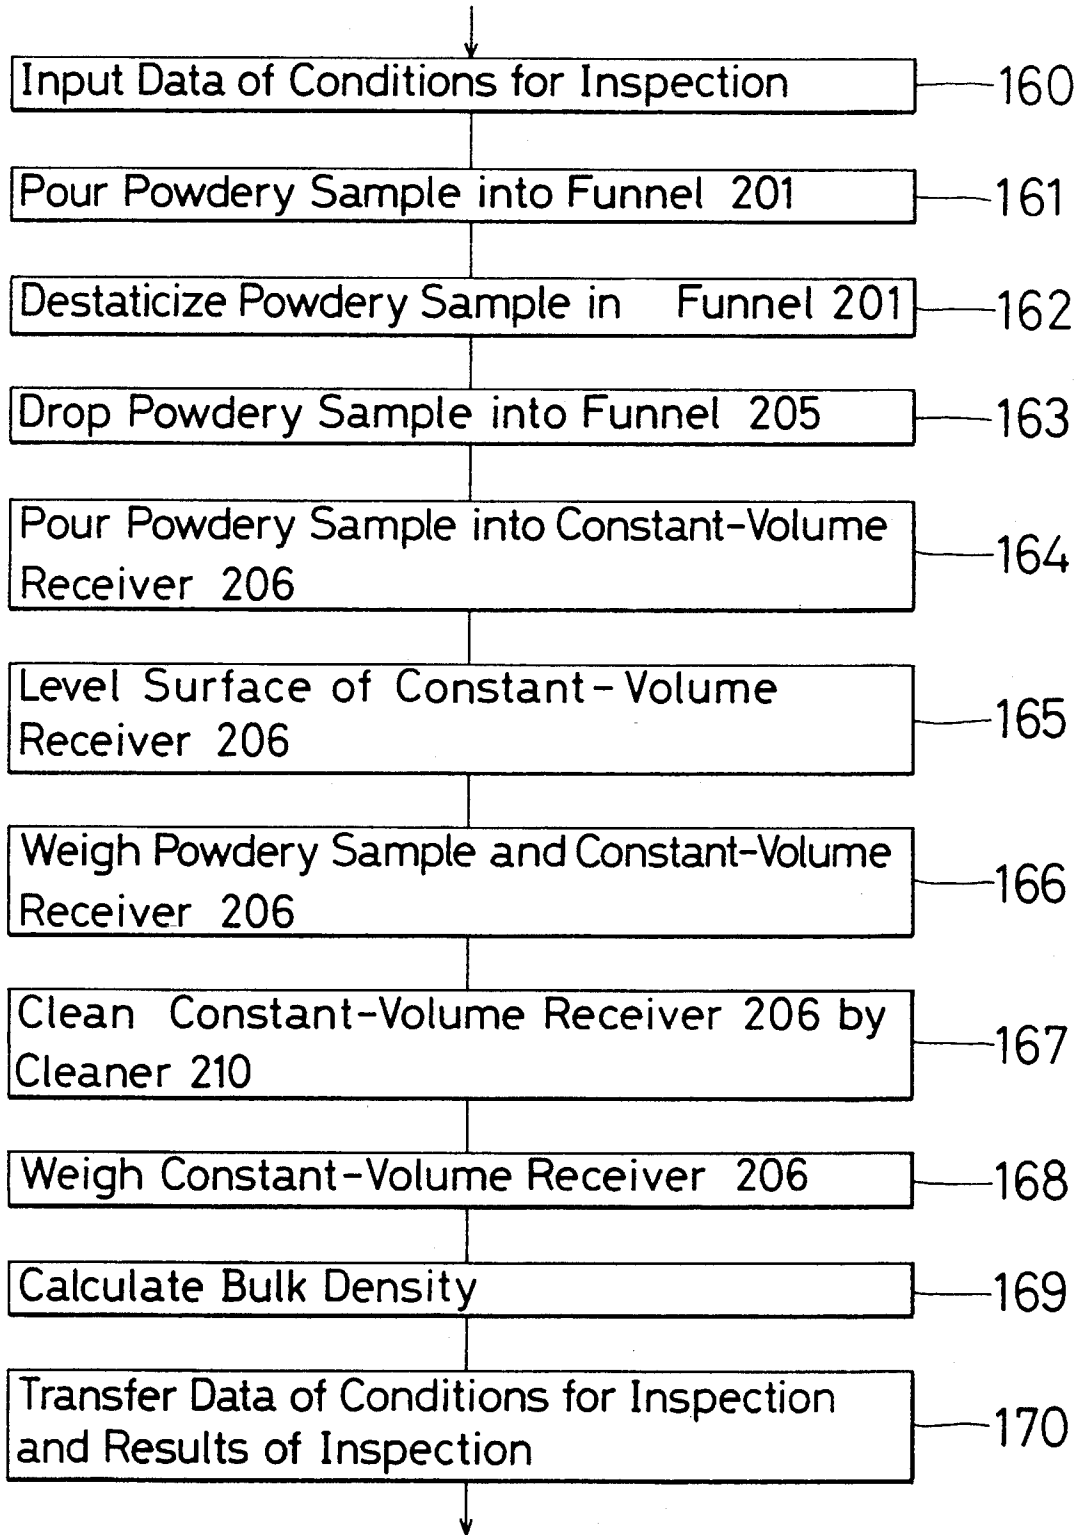 Input Data of Conditions for Inspection
160
Pour Powdery Sample into Funnel 201
161
Destaticize Powdery Sample in Funnel 201
162
Drop Powdery Sample into Funnel 205
163
Pour Powdery Sample into Constant-Volume
Receiver 206
164
Level Surface of Constant-Volume
Receiver 206
165
Weigh Powdery Sample and Constant-Volume
Receiver 206
166
Clean Constant-Volume Receiver 206 by
Cleaner 210
167
Weigh Constant-Volume Receiver 206
168
Calculate Bulk Density
169
Transfer Data of Conditions for Inspection
and Results of Inspection
170